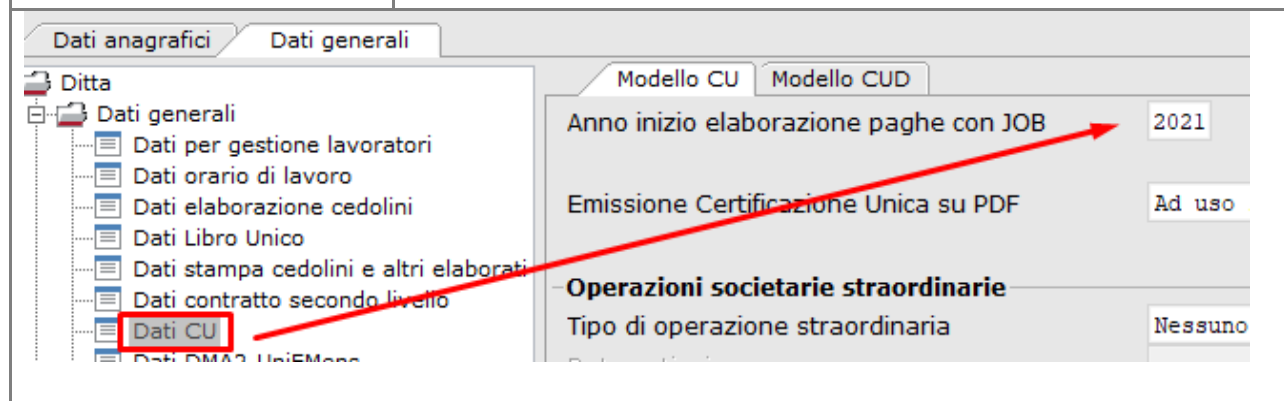 Dati anagrafici Dati generali
Ditta
Dati generali
Dati per gestione lavoratori
Dati orario di lavoro
Dati elaborazione cedolini
Dati Libro Unico
Dati stampa cedolini e altri elaborati
Dati contratto secondo livello
Dati CU
Dati DMA2 UniEMens
Modello CU Modello CUD
Anno inizio elaborazione paghe con JOB 2021
Emissione Certificazione Unica su PDF Ad uso
Operazioni societarie straordinarie
Tipo di operazione straordinaria Nessuno